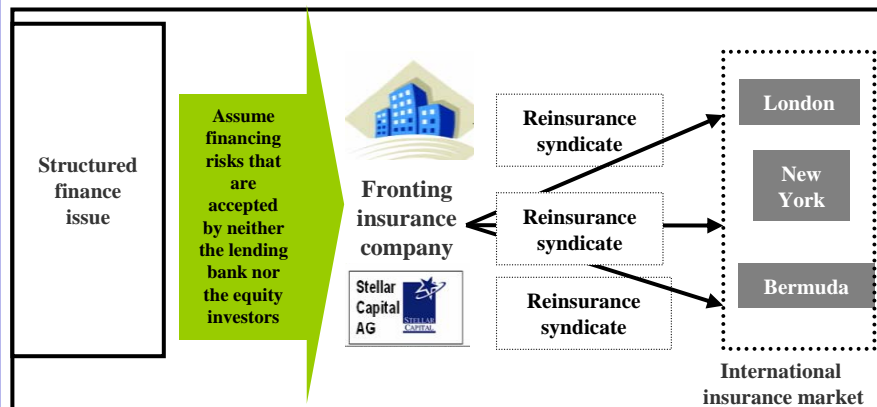 Structured
finance
issue
Assume
financing
risks that
are
accepted
by neither
the lending
bank nor
the equity
investors
Fronting
insurance
company
Stellar
Capital
AG
STELLAR
CAPITAL
Reinsurance
syndicate
Reinsurance
syndicate
Reinsurance
syndicate
London
New
York
Bermuda
International
insurance market